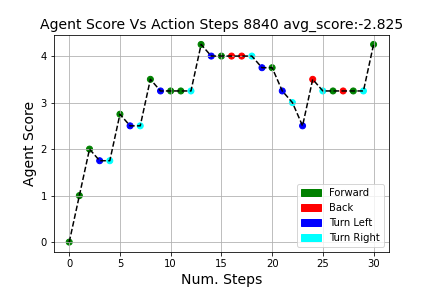 Agent Score Vs Action Steps 8840 avg_score:-2.825
4
3
2
1
0
Agent Score
Forward
Back
Turn Left
Turn Right
0 5 10 15 20 25 30
Num. Steps